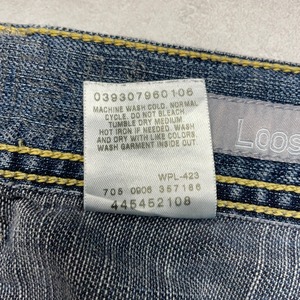 039307960106
MACHINE WASH COLD. NORMAL
CYCLE. DO NOT BLEACH
TUMBLE DRY MEDIUM
HOT IRON IF NEEDED. WASH
AND DRY WITH LIKE COLORS
WASH GARMENT INSIDE OUT
WPL-423
705 0906 357186
445452108